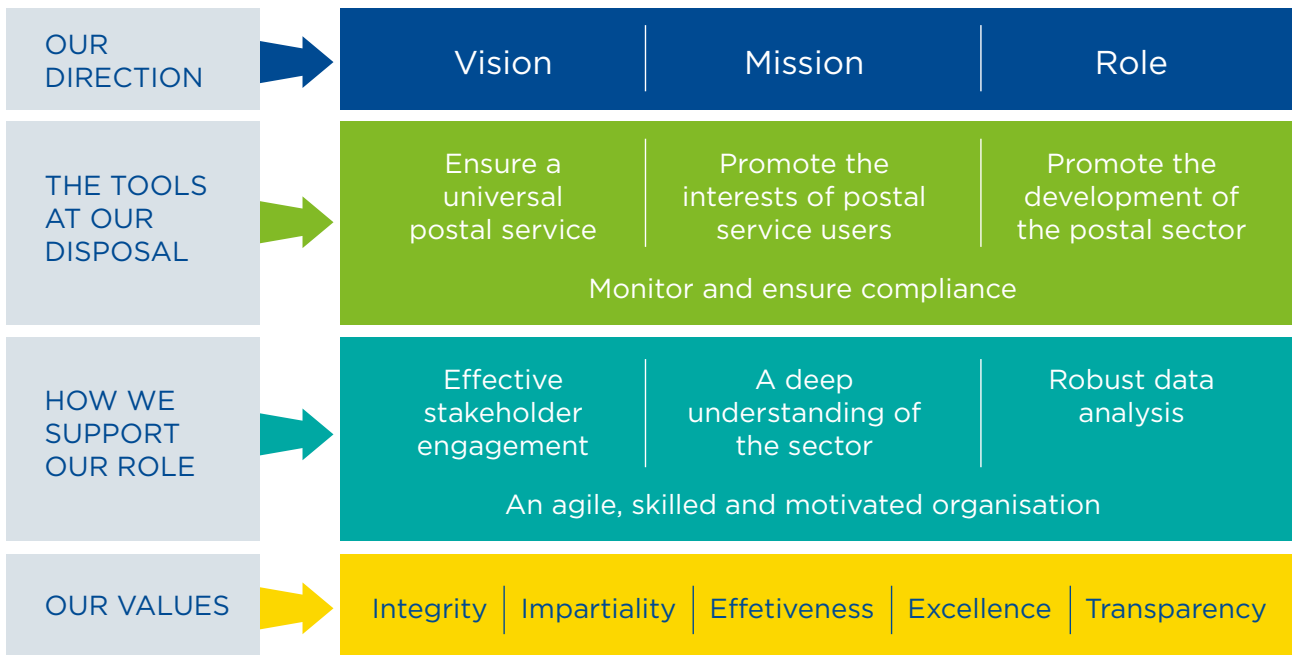 OUR
DIRECTION
Vision
Mission
Role
THE TOOLS
AT OUR
DISPOSAL
Ensure a
universal
postal service
Promote the
interests of postal
service users
Promote the
development of
the postal sector
Monitor and ensure compliance
HOW WE
SUPPORT
OUR ROLE
Effective
stakeholder
engagement
A deep
understanding of
the sector
Robust data
analysis
An agile, skilled and motivated organisation
OUR VALUES
Integrity
Impartiality
Effetiveness
Excellence
Transparency